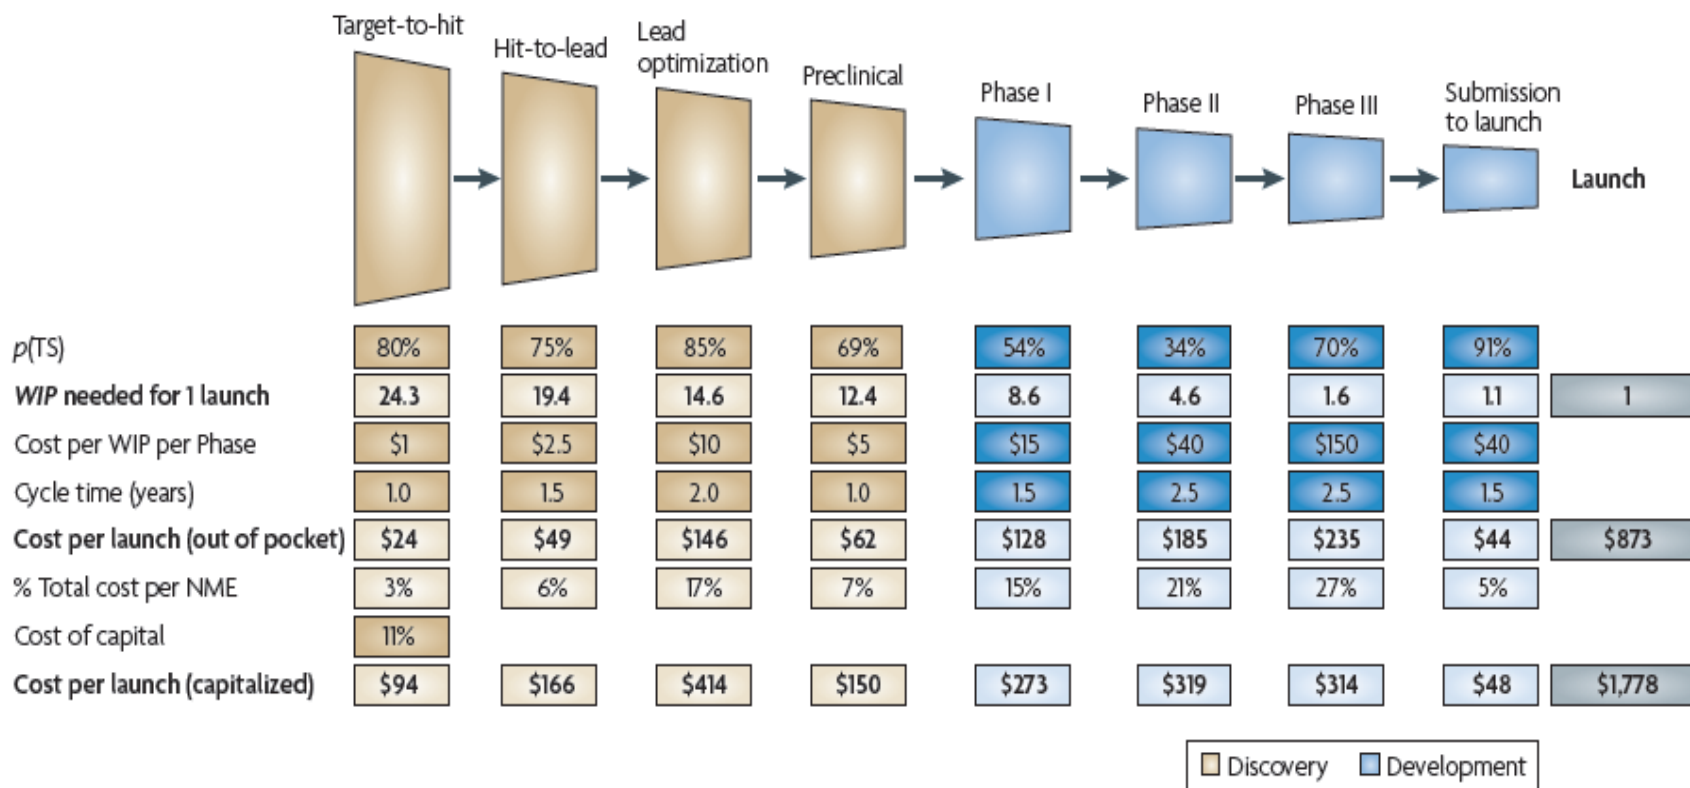 Target-to-hit
Hit-to-lead
Lead
optimization
Preclinical
Phase I
Phase II
Phase III
Submission
to launch
Launch
p(TS) 80% 75% 85% 69% 54% 34% 70% 91%
WIP needed for 1 launch 24.3 19.4 14.6 12.4 8.6 4.6 1.6 1.1 1
Cost per WIP per Phase $1 $2.5 $10 $5 $15 $40 $150 $40
Cycle time (years) 1.0 1.5 2.0 1.0 1.5 2.5 2.5 1.5
Cost per launch (out of pocket) $24 $49 $146 $62 $128 $185 $235 $44 $873
% Total cost per NME 3% 6% 17% 7% 15% 21% 27% 5%
Cost of capital 11%
Cost per launch (capitalized) $94 $166 $414 $150 $273 $319 $314 $48 $1,778
Discovery Development